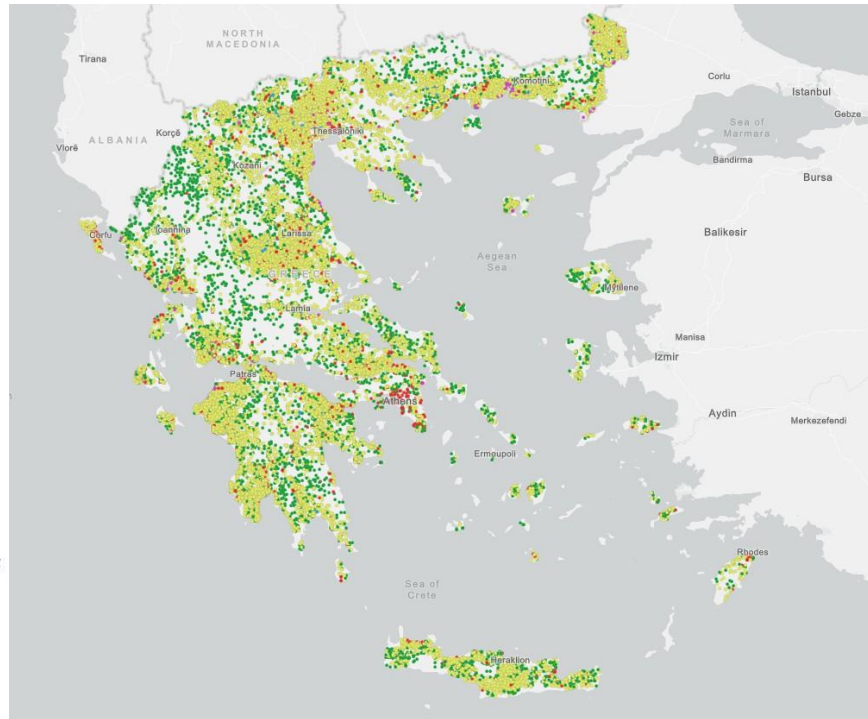 NORTH
MACEDONIA
Tirana
Komotini
Corlu
Istanbul
Gebze
Korçë
Thessaloniki
Sea of
Marmara
ALBANIA
Vlorë
Kozani
Bandirma
Bursa
Corfu
Ioannina
Larissa
Balikesir
Aegean
Sea
GREECE
Mytilene
Lamia
Manisa
Izmir
Patras
Athens
Aydin
Merkezefendi
Ermoupoli
Rhodes
Sea of
Crete
Heraklion